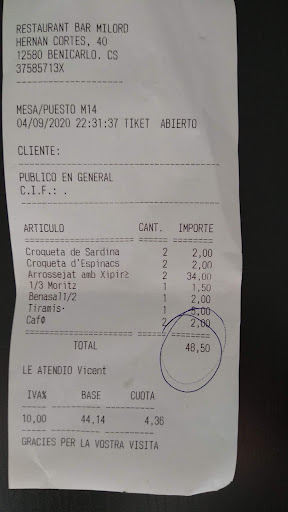 RESTAURANT BAR MILORD
HERNAN CORTES, 40
12580 BENICARLO. CS
37585713X
MESA/PUESTO M14
04/09/2020 22:31:37 TIKET ABIERTO
CLIENTE:
PUBLICO EN GENERAL
C.I.F.: .
ARTICULO CANT. IMPORTE
Croqueta de Sardina 2 2,00
Croqueta d'Espinacs 2 2,00
Arrossejat amb Xipir2 2 34,00
1/3 Moritz 1 1,50
Benasal1/2 1 2,00
Tiramis· 1 5,00
Caf¢ 2 2,00
TOTAL 48,50
LE ATENDIO Vicent
IVA% BASE CUOTA
10,00 44,14 4,36
GRACIES PER LA VOSTRA VISITA